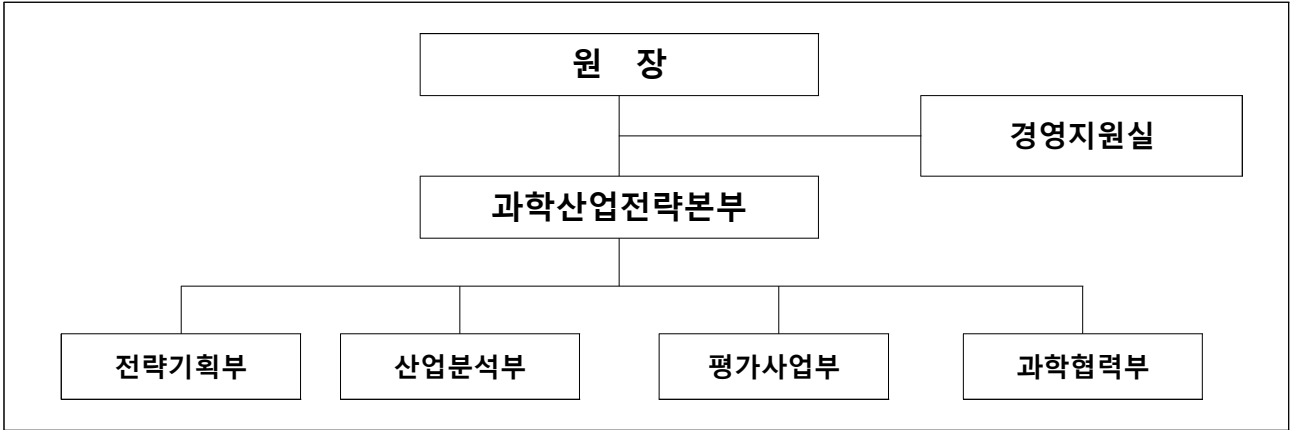 원 장
경영지원실
과학산업전략본부
전략기획부
산업분석부
평가사업부
과학협력부